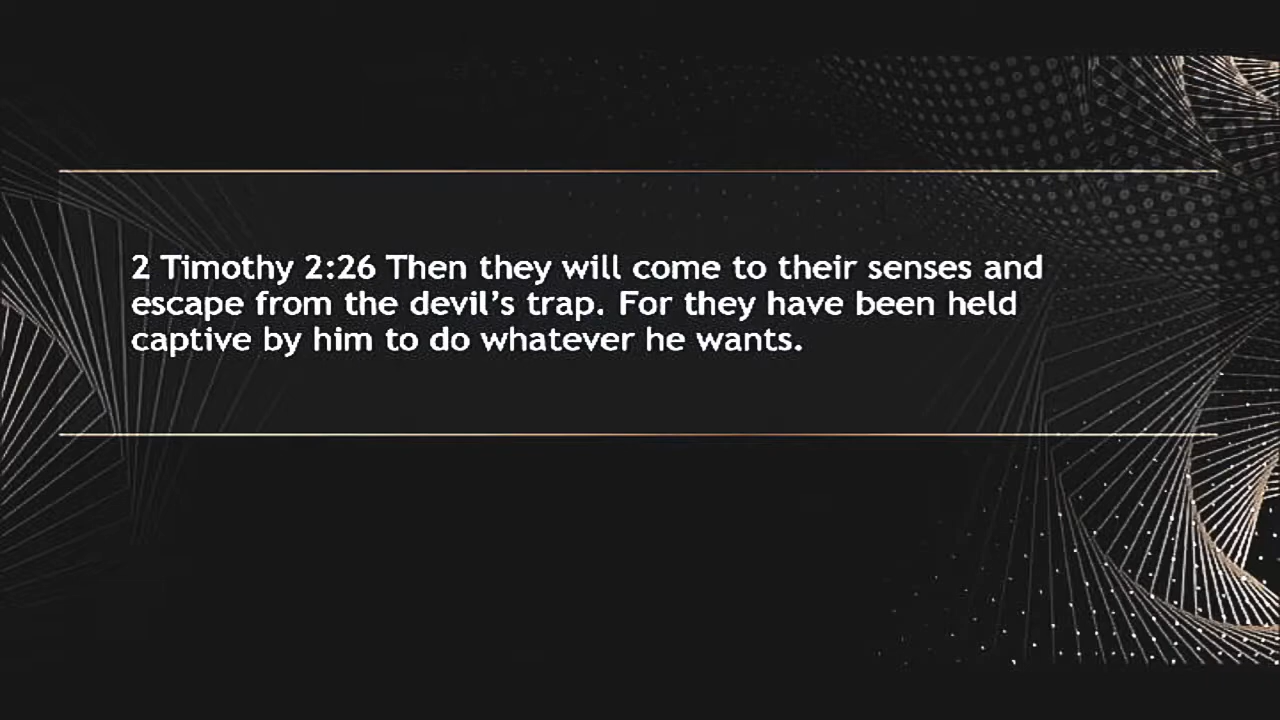 2 Timothy 2:26 Then they will come to their senses and
escape from the devil’s trap. For they have been held
captive by him to do whatever he wants.